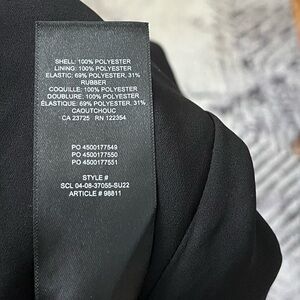 SHELL: 100% POLYESTER
LINING: 100% POLYESTER
ELASTIC: 69% POLYESTER, 31%
RUBBER
COQUILLE: 100% POLYESTER
DOUBLURE: 100% POLYESTER
ÉLASTIQUE: 69% POLYESTER, 31%
CAOUTCHOUC
CA 23725 RN 122354
PO 4500177549
PO 4500177550
PO 4500177551
STYLE #
SCL 04-08-37055-SU22
ARTICLE # 98811